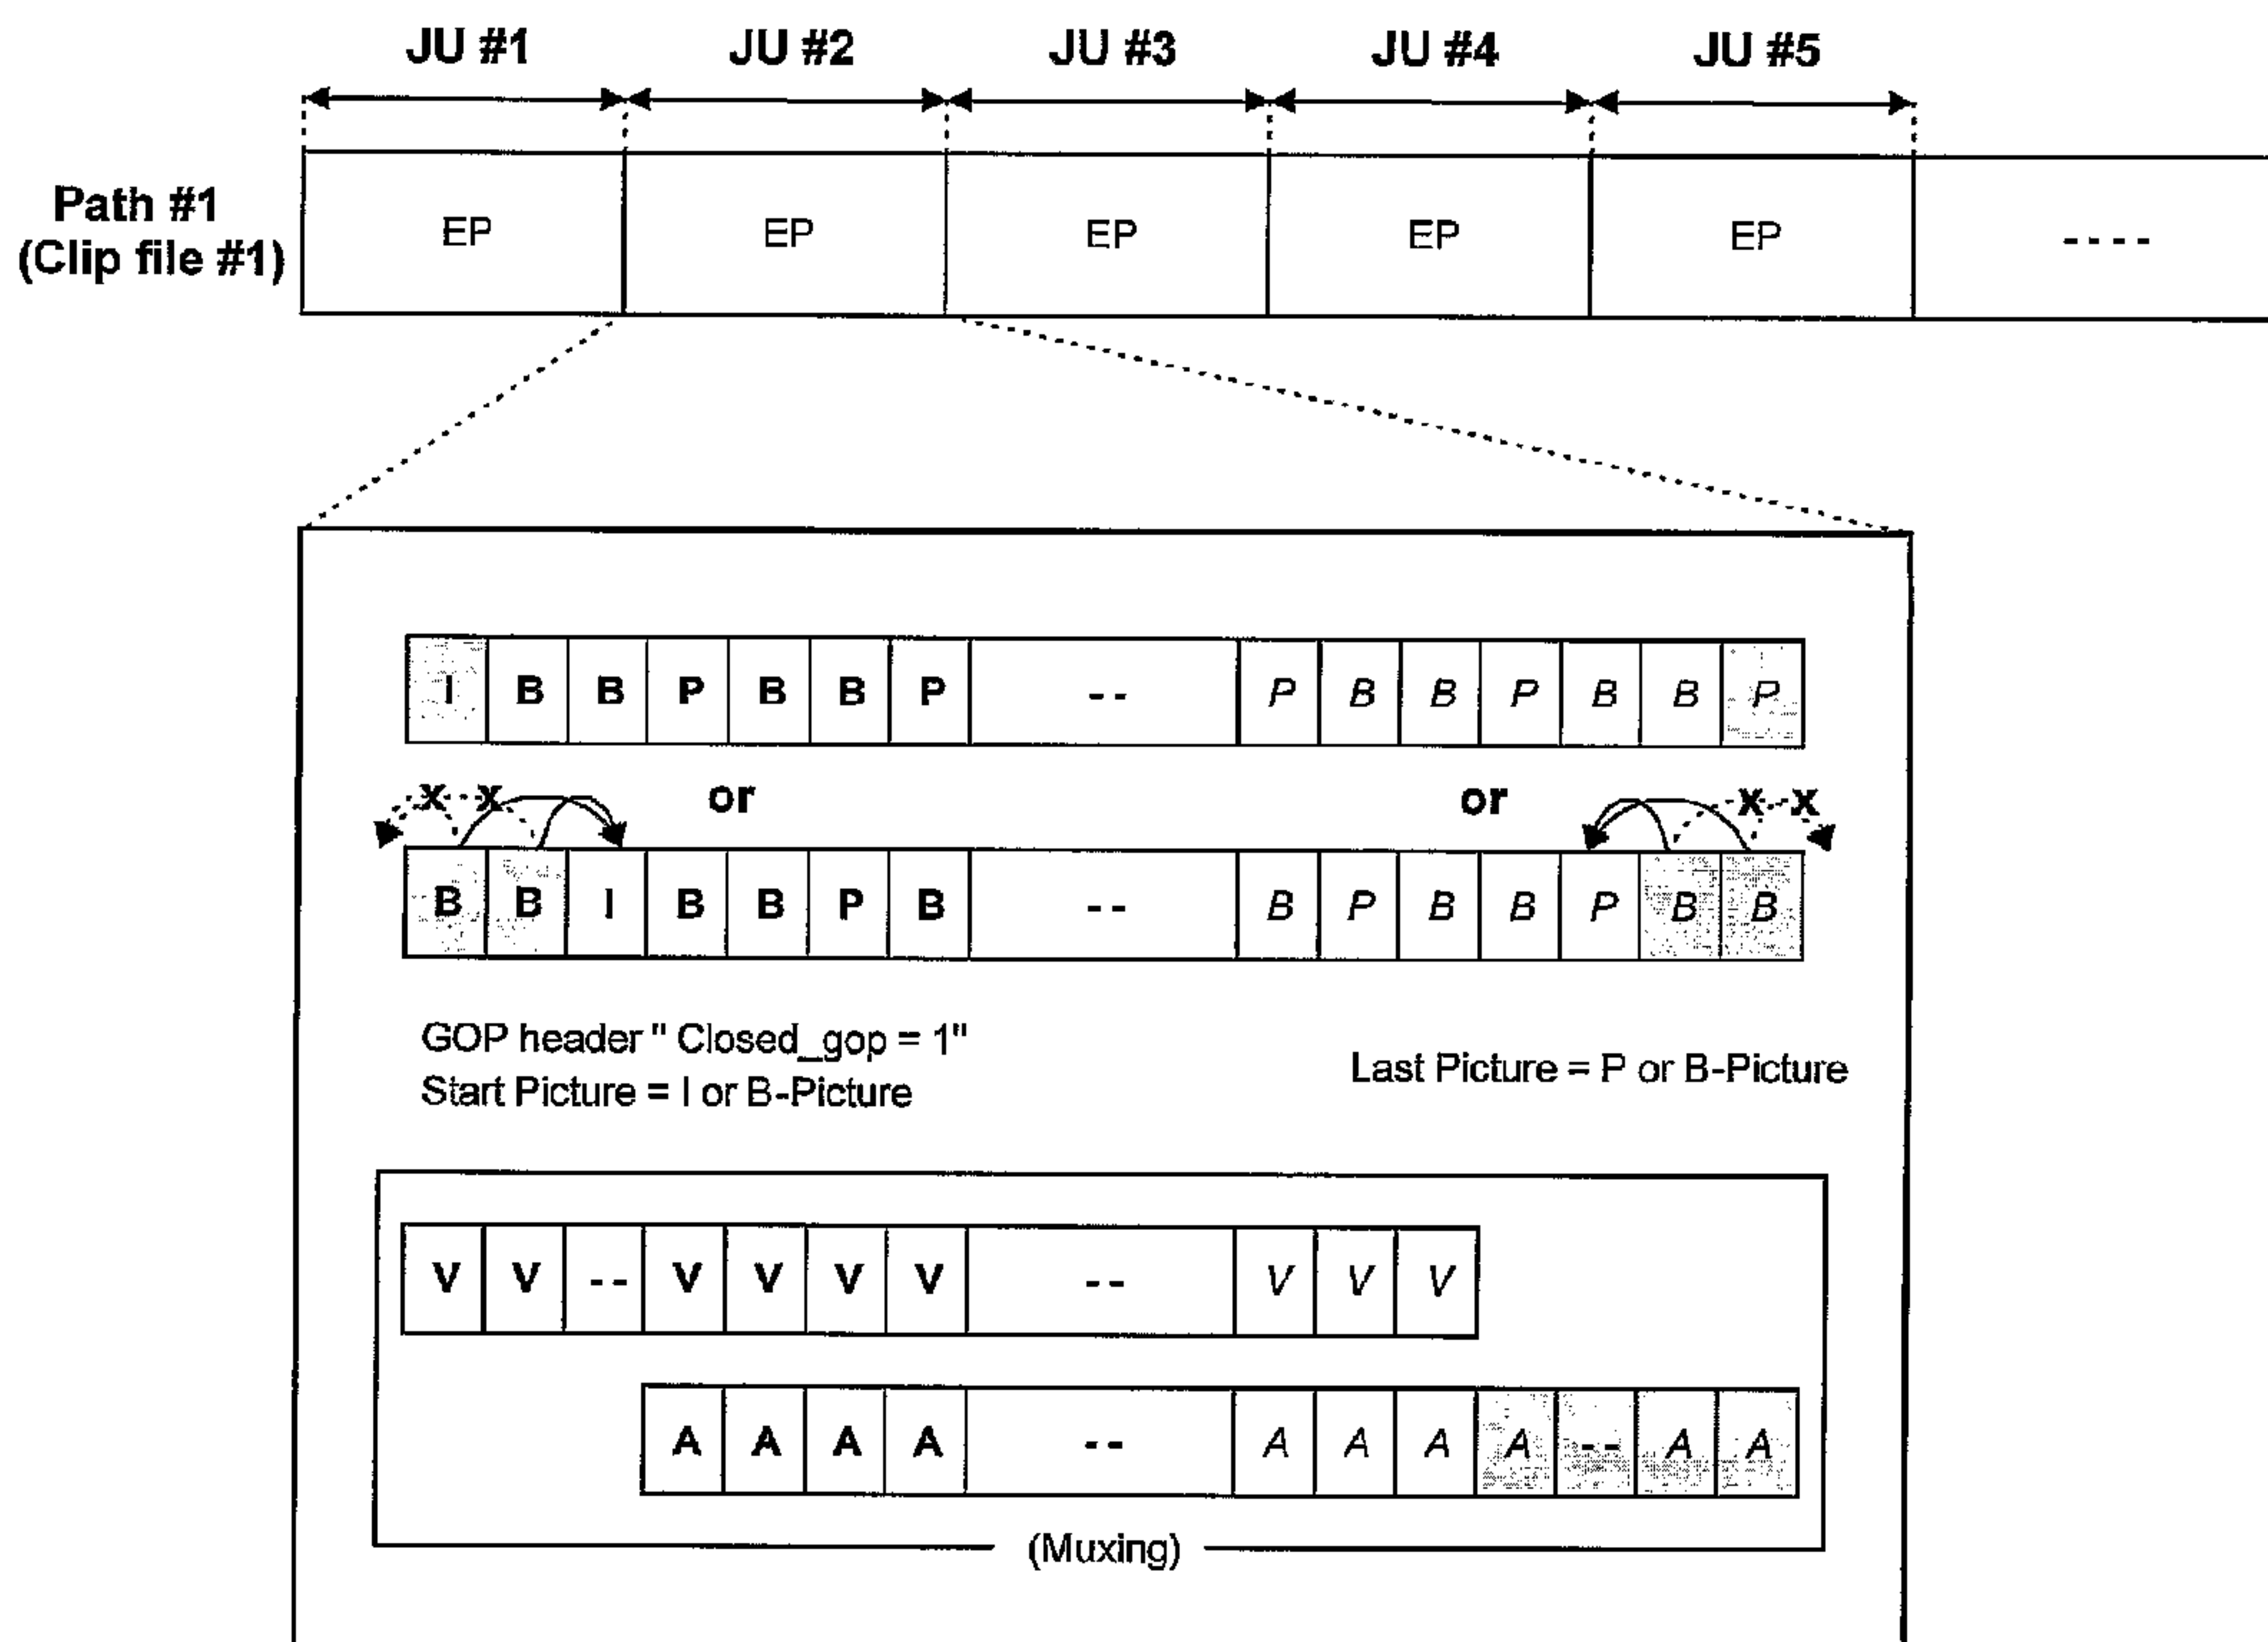 JU #1 JU #2 JU #3 JU #4 JU #5
Path #1
(Clip file #1)
EP EP EP EP EP ----
I B B P B B P -- P B B P B B P
x x or or x x
B B I B B P B -- B P B B P B B
GOP header " Closed_gop = 1"
Start Picture = I or B-Picture
Last Picture = P or B-Picture
V V -- V V V V -- V V V
A A A A -- A A A A -- A A
(Muxing)